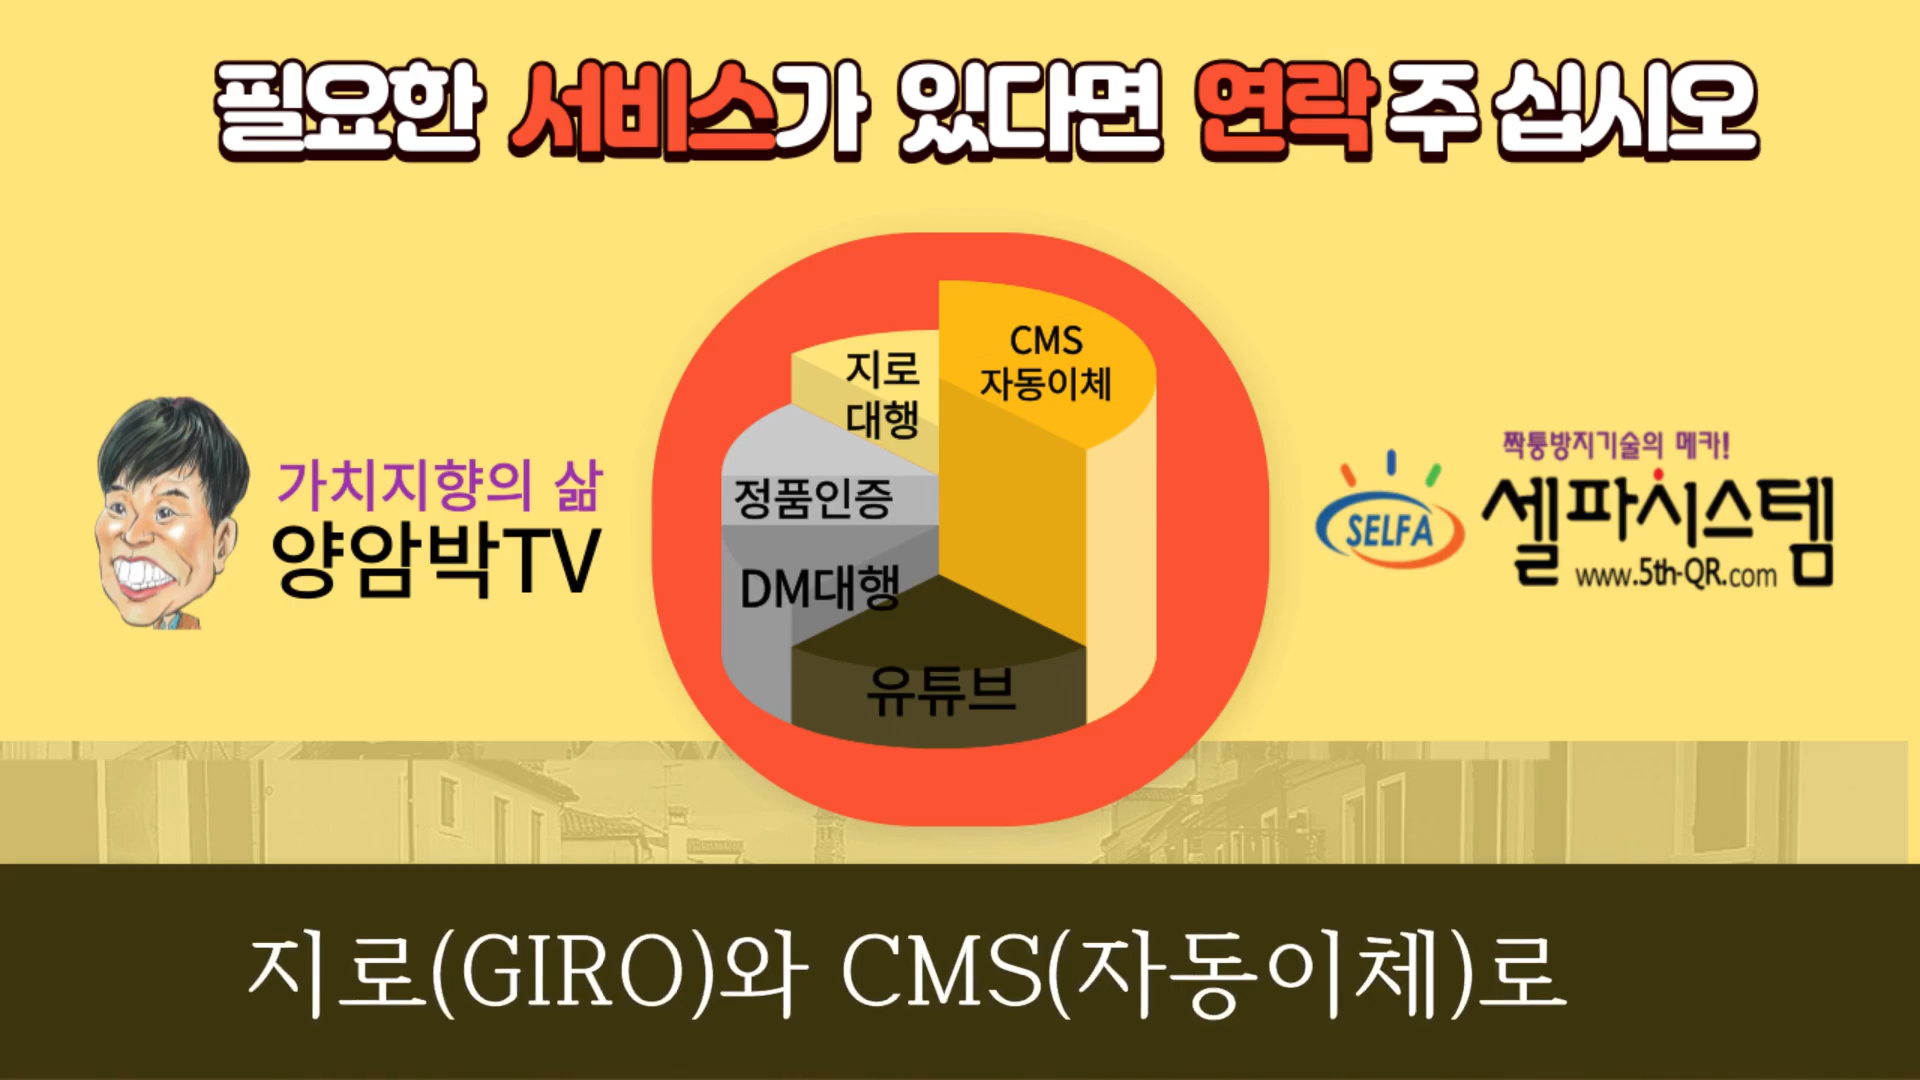 필요한 서비스가 있다면 연락주십시오
CMS
자동이체
지로
대행
정품인증
DM대행
유튜브
가치지향의 삶
양암박TV
짝퉁방지기술의 메카!
SELFA
셀파시스템
www.5th-QR.com
지로(GIRO)와 CMS(자동이체)로